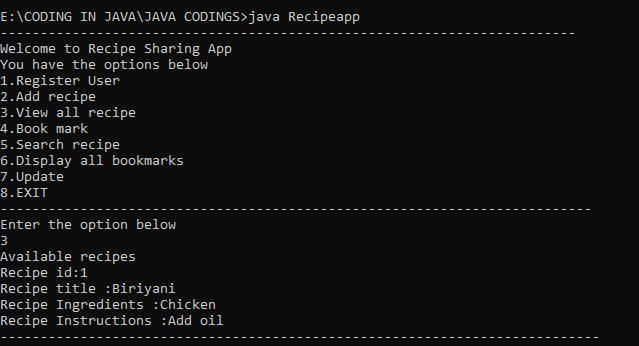 E:\CODING IN JAVA\JAVA CODINGS>java Recipeapp
------------------------------------------------------------------------
Welcome to Recipe Sharing App
You have the options below
1.Register User
2.Add recipe
3.View all recipe
4.Book mark
5.Search recipe
6.Display all bookmarks
7.Update
8.EXIT
--------------------------------------------------------------------------
Enter the option below
3
Available recipes
Recipe id:1
Recipe title :Biriyani
Recipe Ingredients :Chicken
Recipe Instructions :Add oil
---------------------------------------------------------------------------